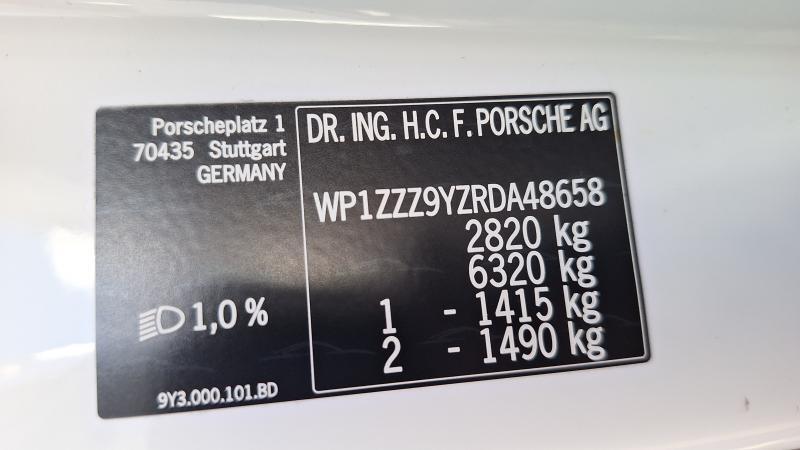 Porscheplatz 1
70435 Stuttgart
GERMANY
1,0 %
9Y3.000.101.BD
DR. ING. H.C. F. PORSCHE AG
WP1ZZZ9YZRDA48658
2820 kg
6320 kg
1 - 1415 kg
2 - 1490 kg